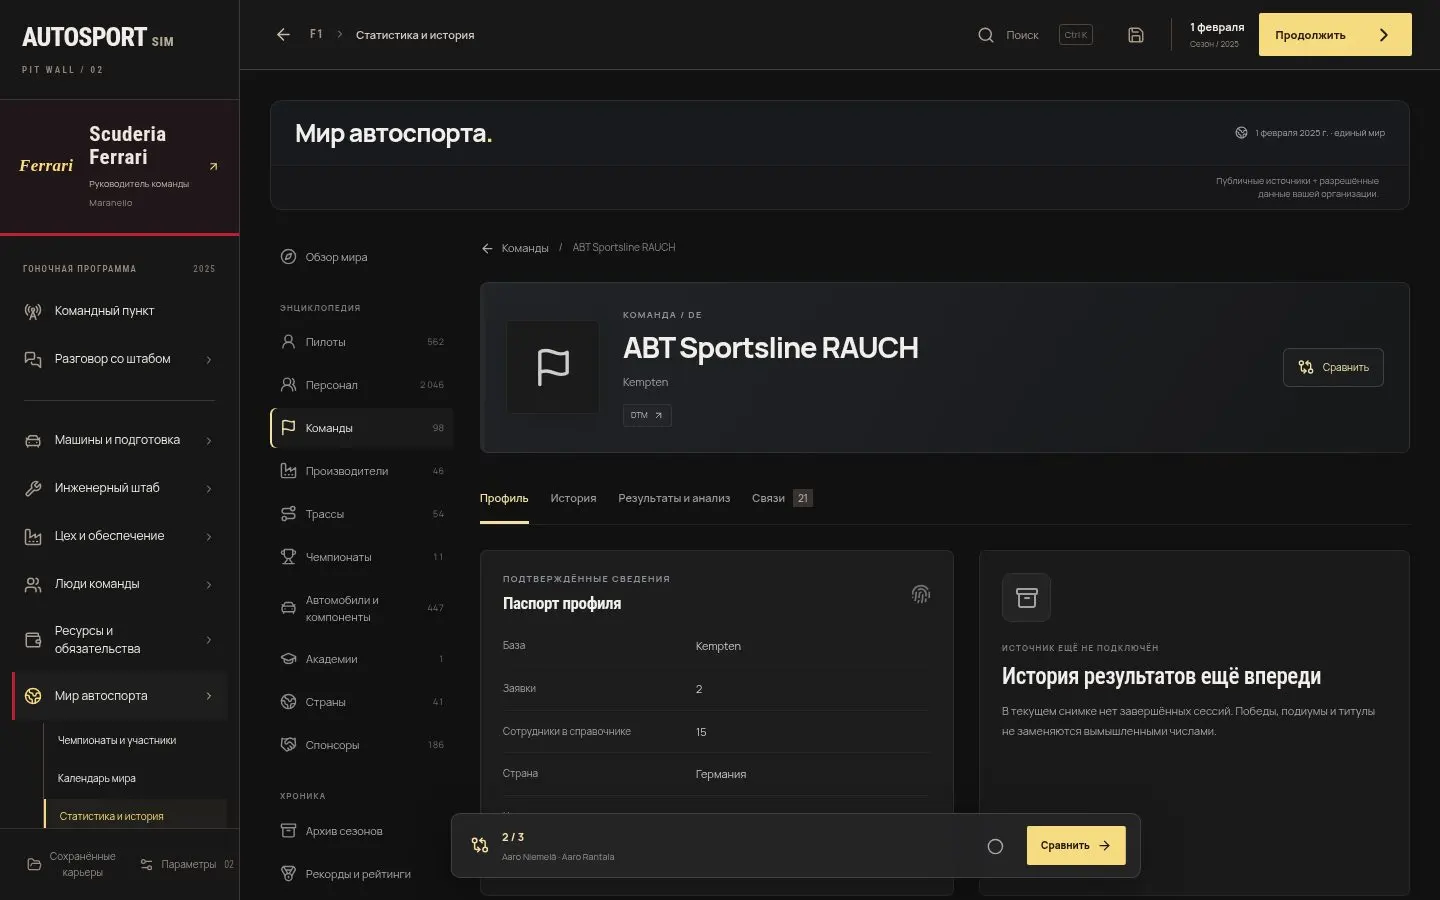 AUTOSPORT SIM
PIT WALL / 02
Ferrari
Scuderia
Ferrari
Руководитель команды
Maranello
ГОНОЧНАЯ ПРОГРАММА 2025
Командный пункт
Разговор со штабом
Машины и подготовка
Инженерный штаб
Цех и обеспечение
Люди команды
Ресурсы и
обязательства
Мир автоспорта
Чемпионаты и участники
Календарь мира
Статистика и история
Сохранённые
карьеры
Параметры 02
F1 > Статистика и история
Поиск Ctrl K
1 февраля
Сезон / 2025
Продолжить
Мир автоспорта.
1 февраля 2025 г. · единый мир
Публичные источники + разрешённые
данные вашей организации.
Обзор мира
ЭНЦИКЛОПЕДИЯ
Пилоты 562
Персонал 2 046
Команды 98
Производители 46
Трассы 54
Чемпионаты 11
Автомобили и
компоненты 447
Академии 1
Страны 41
Спонсоры 186
ХРОНИКА
Архив сезонов
Рекорды и рейтинги
Команды / ABT Sportsline RAUCH
КОМАНДА / DE
ABT Sportsline RAUCH
Kempten
DTM
Сравнить
Профиль История Результаты и анализ Связи 21
ПОДТВЕРЖДЁННЫЕ СВЕДЕНИЯ
Паспорт профиля
База Kempten
Заявки 2
Сотрудники в справочнике 15
Страна Германия
ИСТОЧНИК ЕЩЁ НЕ ПОДКЛЮЧЁН
История результатов ещё впереди
В текущем снимке нет завершённых сессий. Победы, подиумы и титулы
не заменяются вымышленными числами.
2 / 3
Aaro Niemelä · Aaro Rantala
Сравнить